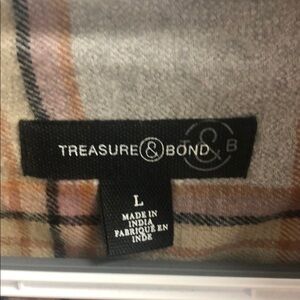 TREASURE & BOND
T & B
L
MADE IN
INDIA
FABRIQUÉ EN
INDE